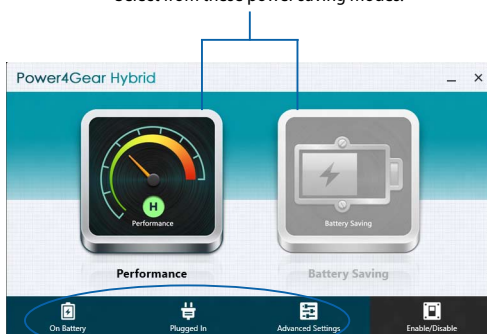 Select from these power saving modes.
Power4Gear Hybrid
H
Performance
Battery Saving
Performance
Battery Saving
On Battery
Plugged In
Advanced Settings
Enable/Disable